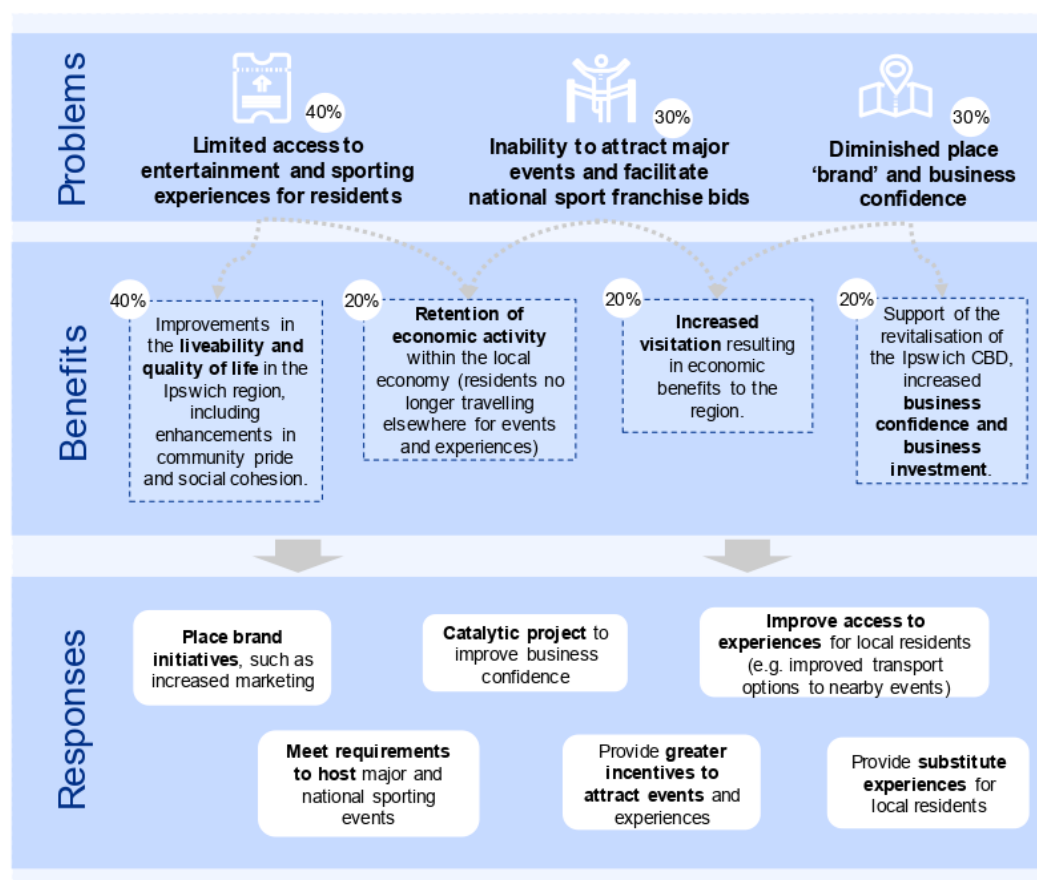 Problems
40%
Limited access to
entertainment and sporting
experiences for residents
30%
Inability to attract major
events and facilitate
national sport franchise bids
30%
Diminished place
‘brand’ and business
confidence
Benefits
40%
Improvements in
the liveability and
quality of life in the
Ipswich region,
including
enhancements in
community pride
and social cohesion.
20%
Retention of
economic activity
within the local
economy (residents no
longer travelling
elsewhere for events
and experiences)
20%
Increased
visitation resulting
in economic
benefits to the
region.
20%
Support of the
revitalisation of
the Ipswich CBD,
increased
business
confidence and
business
investment.
Responses
Place brand
initiatives, such as
increased marketing
Catalytic project to
improve business
confidence
Improve access to
experiences for local residents
(e.g. improved transport
options to nearby events)
Meet requirements
to host major and
national sporting
events
Provide greater
incentives to
attract events and
experiences
Provide substitute
experiences for
local residents